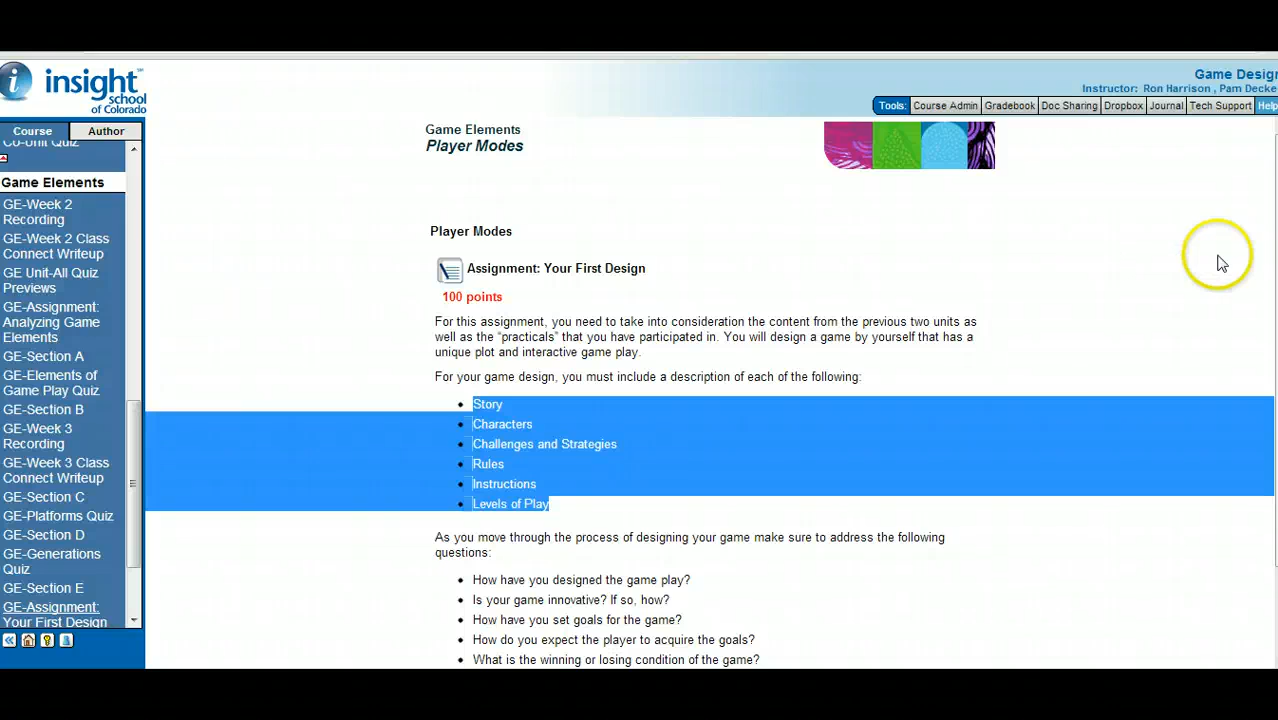 insight
school
of Colorado
Game Desig
Instructor: Ron Harrison , Pam Decke
Tools: Course Admin Gradebook Doc Sharing Dropbox Journal Tech Support Help
Course Author
Co-Unit Quiz
Game Elements
GE-Week 2
Recording
GE-Week 2 Class
Connect Writeup
GE Unit-All Quiz
Previews
GE-Assignment:
Analyzing Game
Elements
GE-Section A
GE-Elements of
Game Play Quiz
GE-Section B
GE-Week 3
Recording
GE-Week 3 Class
Connect Writeup
GE-Section C
GE-Platforms Quiz
GE-Section D
GE-Generations
Quiz
GE-Section E
GE-Assignment:
Your First Design
Game Elements
Player Modes
Player Modes
Assignment: Your First Design
100 points
For this assignment, you need to take into consideration the content from the previous two units as
well as the “practicals” that you have participated in. You will design a game by yourself that has a
unique plot and interactive game play.
For your game design, you must include a description of each of the following:
• Story
• Characters
• Challenges and Strategies
• Rules
• Instructions
• Levels of Play
As you move through the process of designing your game make sure to address the following
questions:
• How have you designed the game play?
• Is your game innovative? If so, how?
• How have you set goals for the game?
• How do you expect the player to acquire the goals?
• What is the winning or losing condition of the game?